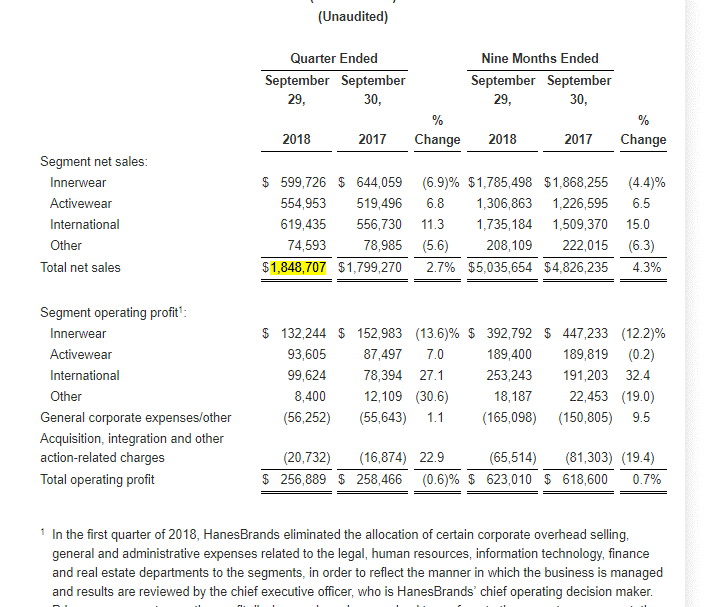 (Unaudited)
Quarter Ended Nine Months Ended
September September September September
29, 30, 29, 30,
% %
2018 2017 Change 2018 2017 Change
Segment net sales:
Innerwear $ 599,726 $ 644,059 (6.9)% $1,785,498 $1,868,255 (4.4)%
Activewear 554,953 519,496 6.8 1,306,863 1,226,595 6.5
International 619,435 556,730 11.3 1,735,184 1,509,370 15.0
Other 74,593 78,985 (5.6) 208,109 222,015 (6.3)
Total net sales $1,848,707 $1,799,270 2.7% $5,035,654 $4,826,235 4.3%
Segment operating profit¹:
Innerwear $ 132,244 $ 152,983 (13.6)% $ 392,792 $ 447,233 (12.2)%
Activewear 93,605 87,497 7.0 189,400 189,819 (0.2)
International 99,624 78,394 27.1 253,243 191,203 32.4
Other 8,400 12,109 (30.6) 18,187 22,453 (19.0)
General corporate expenses/other (56,252) (55,643) 1.1 (165,098) (150,805) 9.5
Acquisition, integration and other
action-related charges (20,732) (16,874) 22.9 (65,514) (81,303) (19.4)
Total operating profit $ 256,889 $ 258,466 (0.6)% $ 623,010 $ 618,600 0.7%
¹ In the first quarter of 2018, HanesBrands eliminated the allocation of certain corporate overhead selling,
general and administrative expenses related to the legal, human resources, information technology, finance
and real estate departments to the segments, in order to reflect the manner in which the business is managed
and results are reviewed by the chief executive officer, who is HanesBrands' chief operating decision maker.